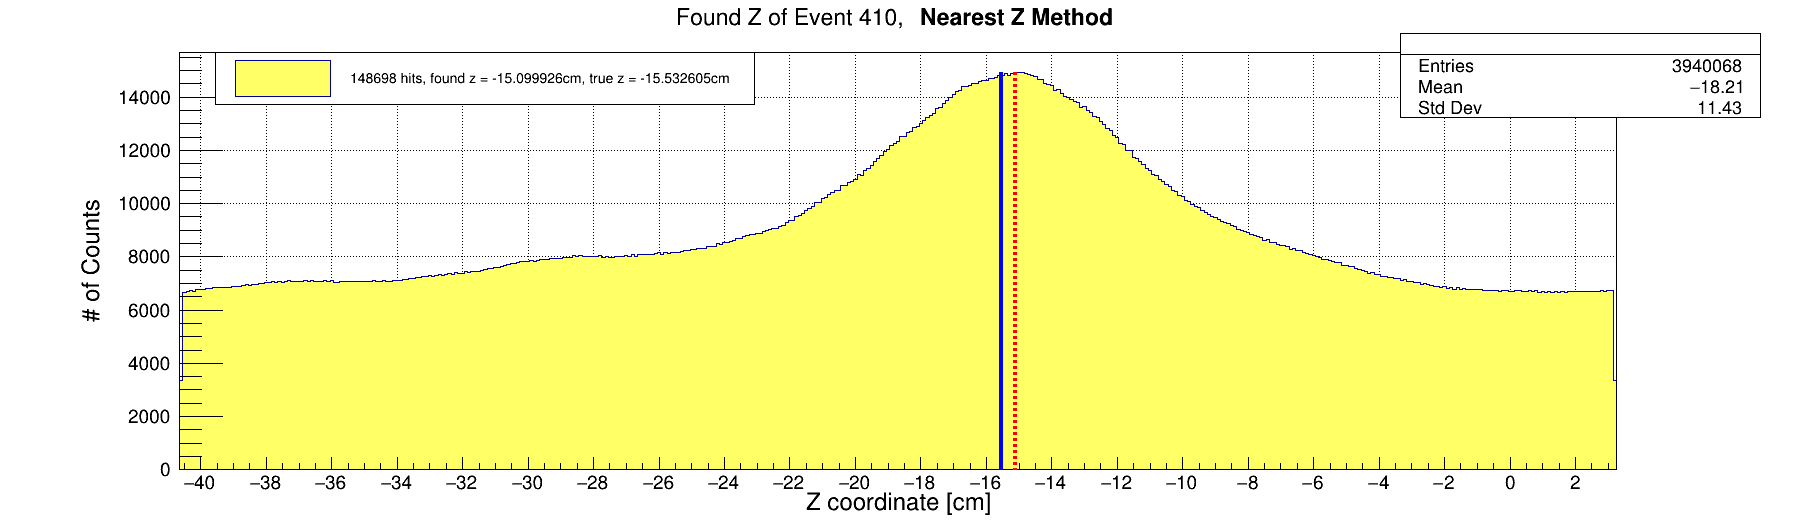 Found Z of Event 410, Nearest Z Method
148698 hits, found z = -15.099926cm, true z = -15.532605cm
Entries 3940068
Mean −18.21
Std Dev 11.43
14000
12000
10000
8000
6000
4000
2000
0
# of Counts
−40 −38 −36 −34 −32 −30 −28 −26 −24 −22 −20 −18 −16 −14 −12 −10 −8 −6 −4 −2 0 2
Z coordinate [cm]